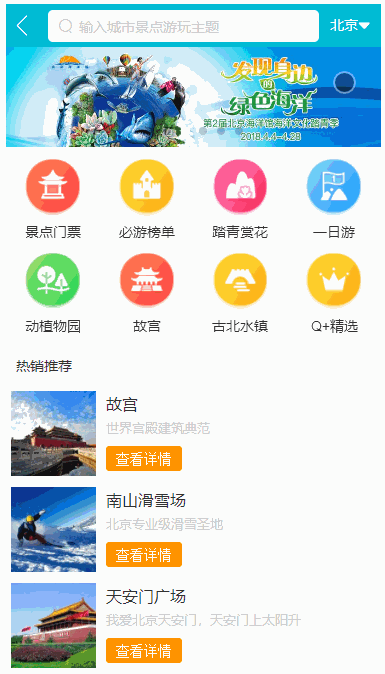 输入城市景点游玩主题
北京
发现身边
的
绿色海洋
第2届北京海洋馆海洋文化踏青季
2018.4.4-4.28
景点门票 必游榜单 踏青赏花 一日游
动植物园 故宫 古北水镇 Q+精选
热销推荐
故宫
世界宫殿建筑典范
查看详情
南山滑雪场
北京专业级滑雪圣地
查看详情
天安门广场
我爱北京天安门，天安门上太阳升
查看详情